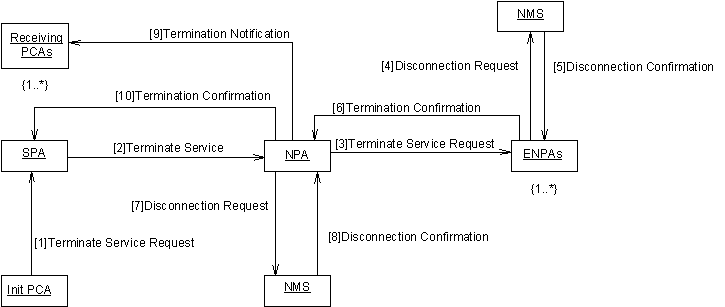 NMS
[9]Termination Notification
Receiving
PCAs
[4]Disconnection Request
[5]Disconnection Confirmation
{1..*}
[10]Termination Confirmation
[6]Termination Confirmation
SPA
[2]Terminate Service
NPA
[3]Terminate Service Request
ENPAs
{1..*}
[7]Disconnection Request
[1]Terminate Service Request
[8]Disconnection Confirmation
Init PCA
NMS